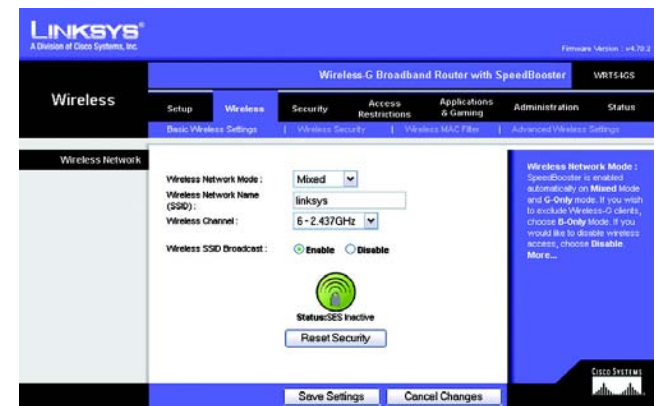 LINKSYS®
A Division of Cisco Systems, Inc.
Firmware Version : v4.70.2
Wireless-G Broadband Router with SpeedBooster WRT54GS
Wireless
Setup Wireless Security Access Restrictions Applications & Gaming Administration Status
Basic Wireless Settings | Wireless Security | Wireless MAC Filter | Advanced Wireless Settings
Wireless Network
Wireless Network Mode : Mixed
Wireless Network Name (SSID) : linksys
Wireless Channel : 6 - 2.437GHz
Wireless SSID Broadcast : Enable Disable
Status:SES Inactive
Reset Security
Wireless Network Mode :
SpeedBooster is enabled
automatically on Mixed Mode
and G-Only mode. If you wish
to exclude Wireless-G clients,
choose B-Only Mode. If you
would like to disable wireless
access, choose Disable.
More...
Save Settings Cancel Changes
CISCO SYSTEMS